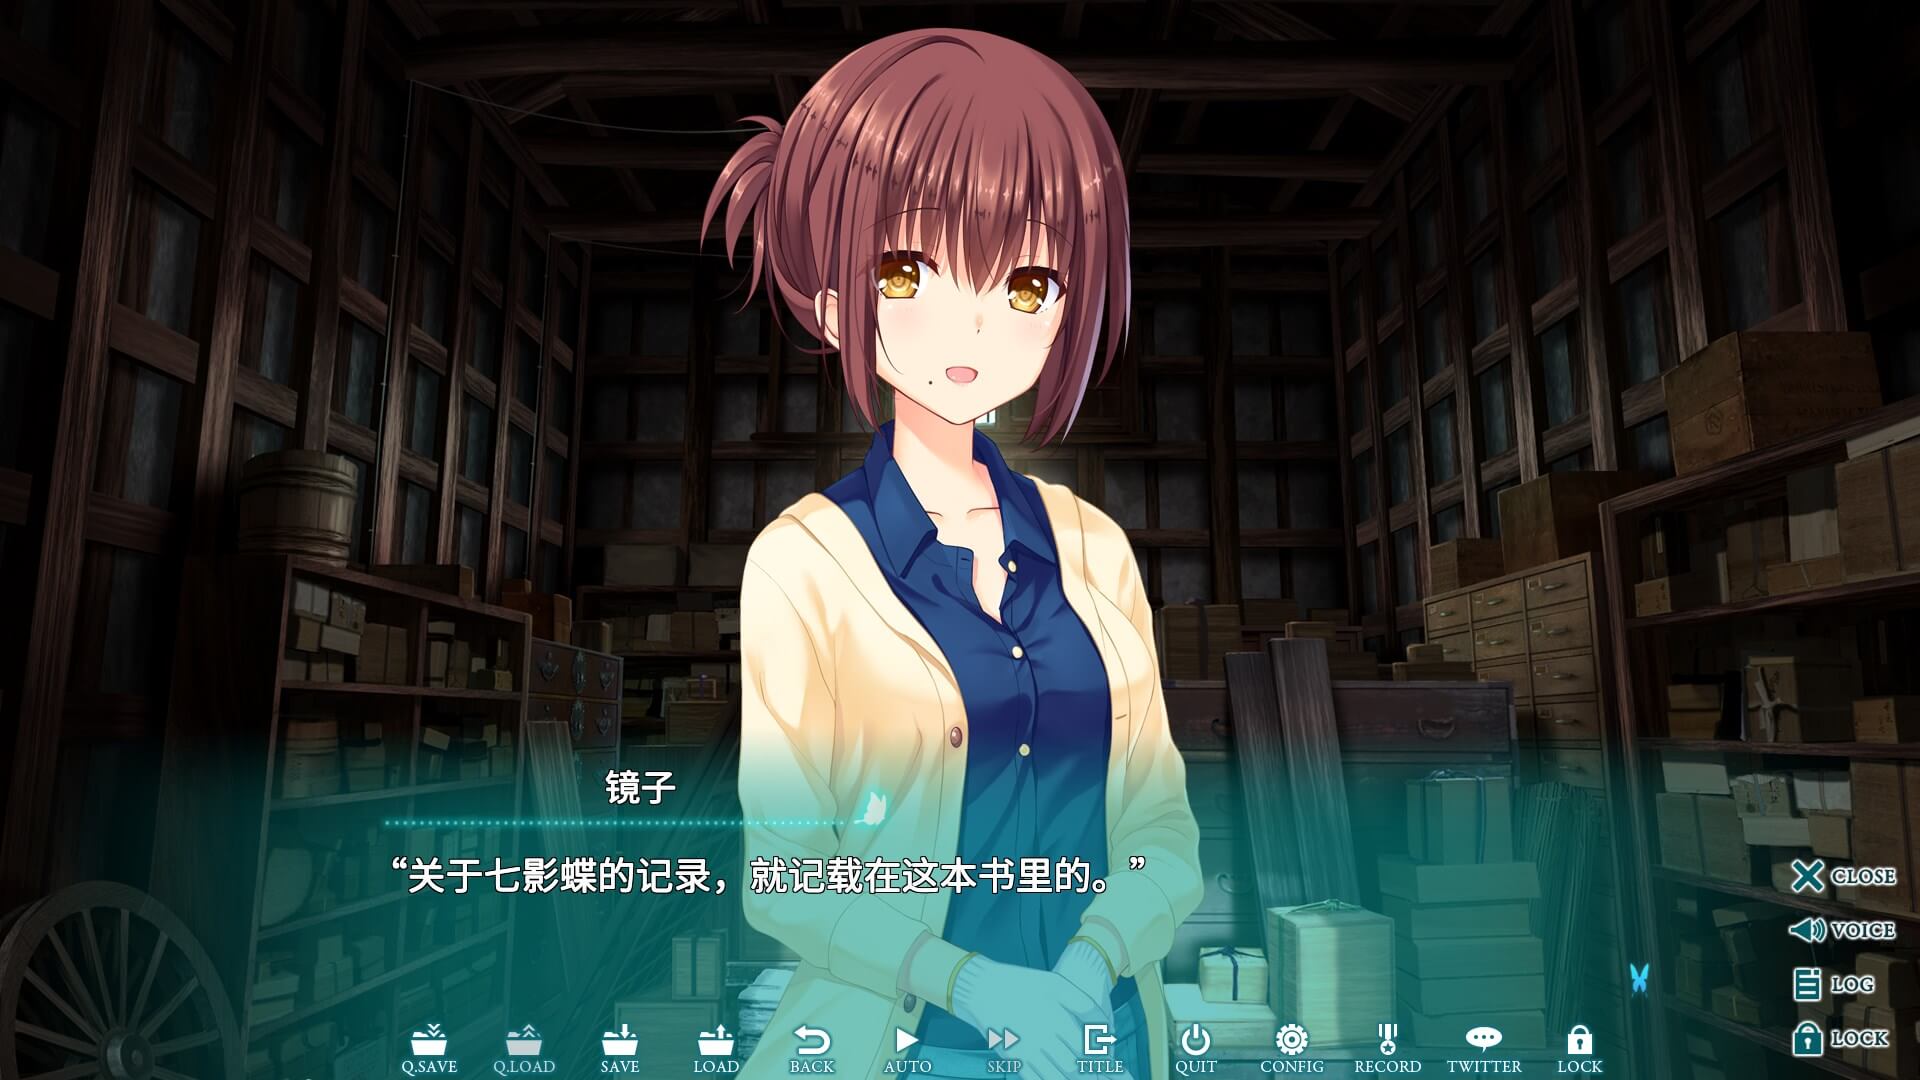 镜子
“关于七影蝶的记录，就记载在这本书里的。”
CLOSE
VOICE
LOG
LOCK
Q.SAVE Q.LOAD SAVE LOAD BACK AUTO SKIP TITLE QUIT CONFIG RECORD TWITTER LOCK